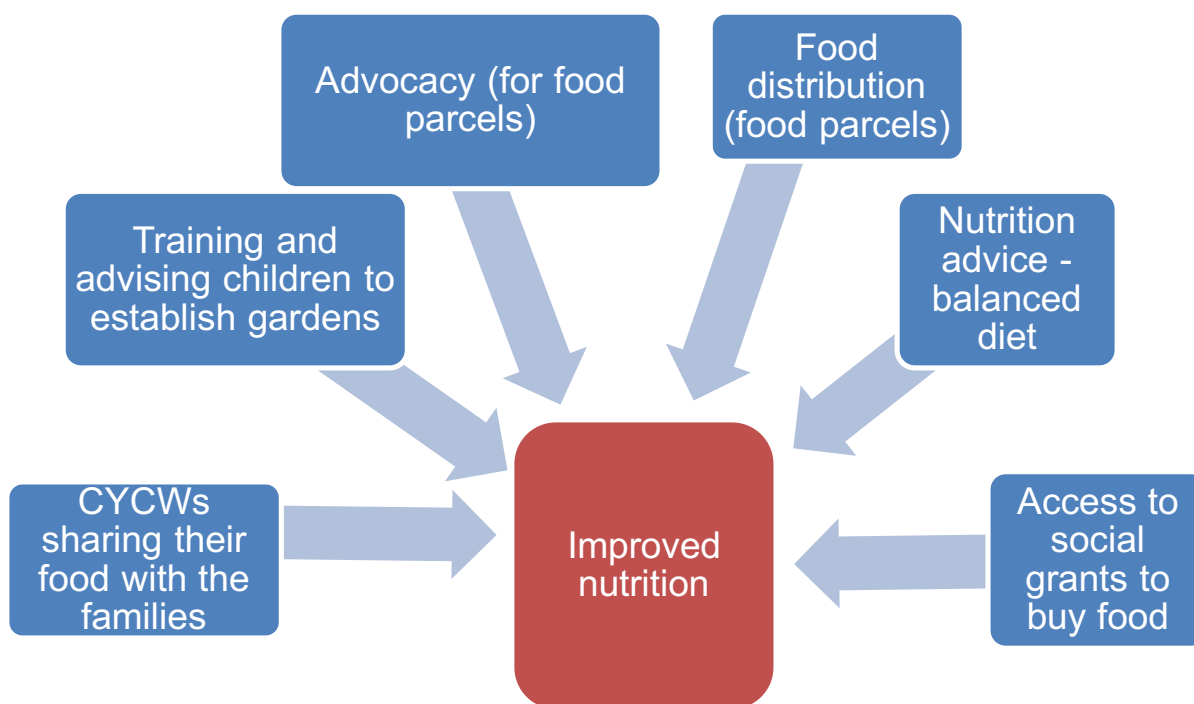 Advocacy (for food
parcels)
Food
distribution
(food parcels)
Training and
advising children to
establish gardens
Nutrition
advice -
balanced
diet
CYCWs
sharing their
food with the
families
Improved
nutrition
Access to
social
grants to
buy food